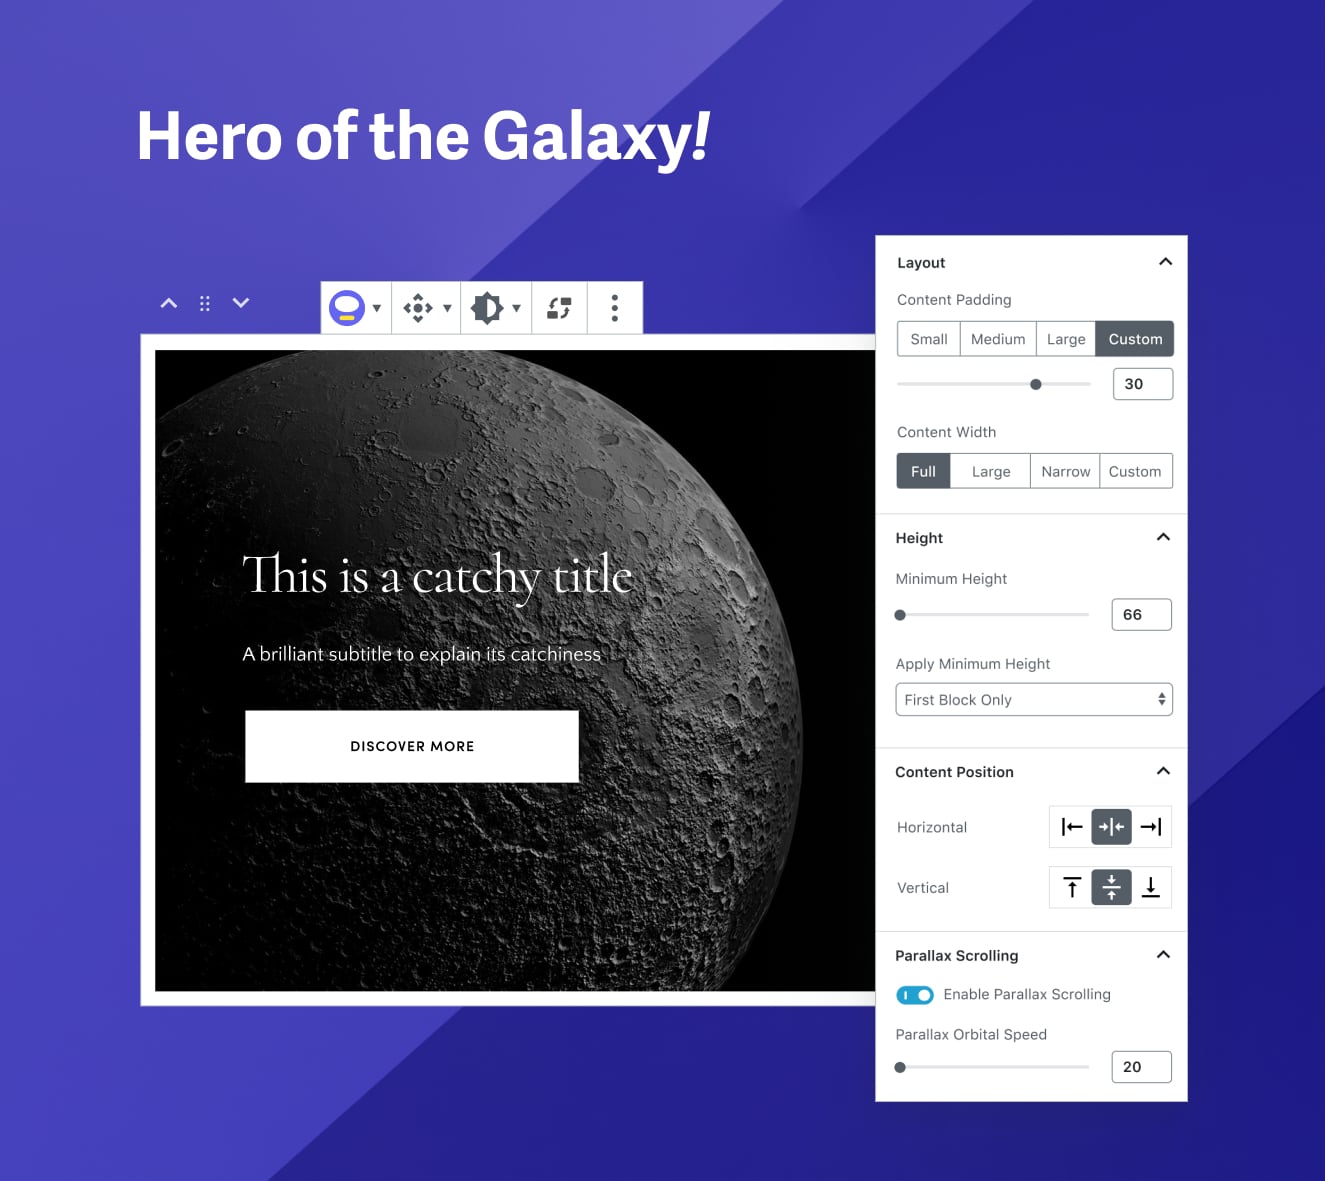 Hero of the Galaxy!
This is a catchy title
A brilliant subtitle to explain its catchiness
DISCOVER MORE
Layout
Content Padding
Small Medium Large Custom
30
Content Width
Full Large Narrow Custom
Height
Minimum Height
66
Apply Minimum Height
First Block Only
Content Position
Horizontal
Vertical
Parallax Scrolling
Enable Parallax Scrolling
Parallax Orbital Speed
20